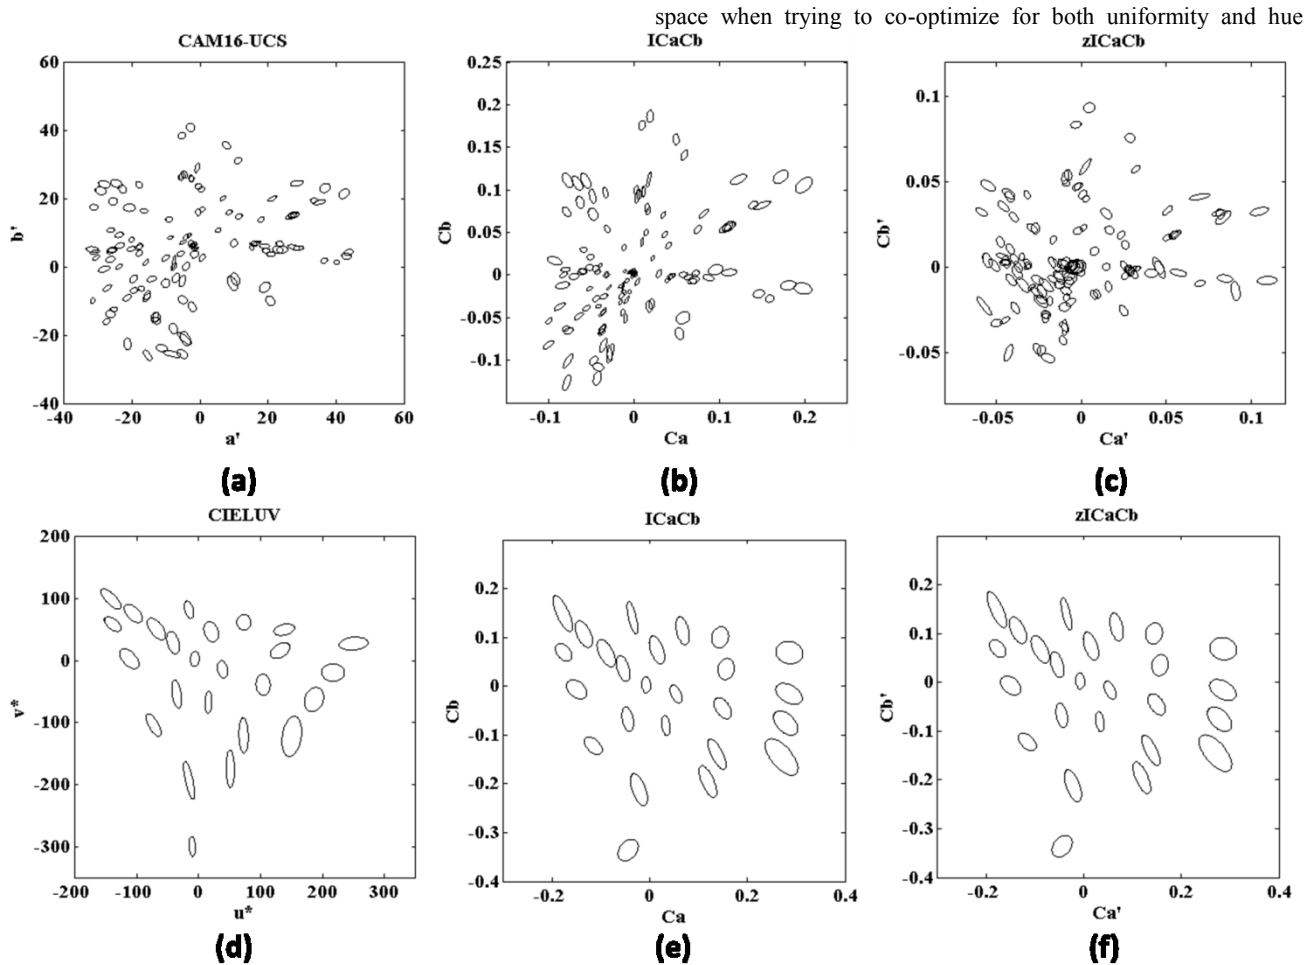 space when trying to co-optimize for both uniformity and hue
CAM16-UCS
60
40
20
0
-20
-40
b'
-40 -20 0 20 40 60
a'
(a)
ICaCb
0.25
0.2
0.15
0.1
0.05
0
-0.05
-0.1
Cb
-0.1 0 0.1 0.2
Ca
(b)
zICaCb
0.1
0.05
0
-0.05
Cb'
-0.05 0 0.05 0.1
Ca'
(c)
CIELUV
200
100
0
-100
-200
-300
v*
-200 -100 0 100 200 300
u*
(d)
ICaCb
0.2
0.1
0
-0.1
-0.2
-0.3
-0.4
Cb
-0.2 0 0.2 0.4
Ca
(e)
zICaCb
0.2
0.1
0
-0.1
-0.2
-0.3
-0.4
Cb'
-0.2 0 0.2 0.4
Ca'
(f)